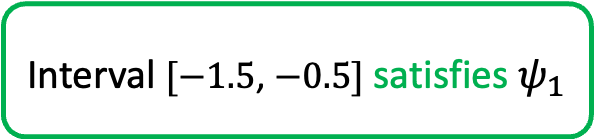 Interval [−1.5, −0.5] satisfies ψ₁